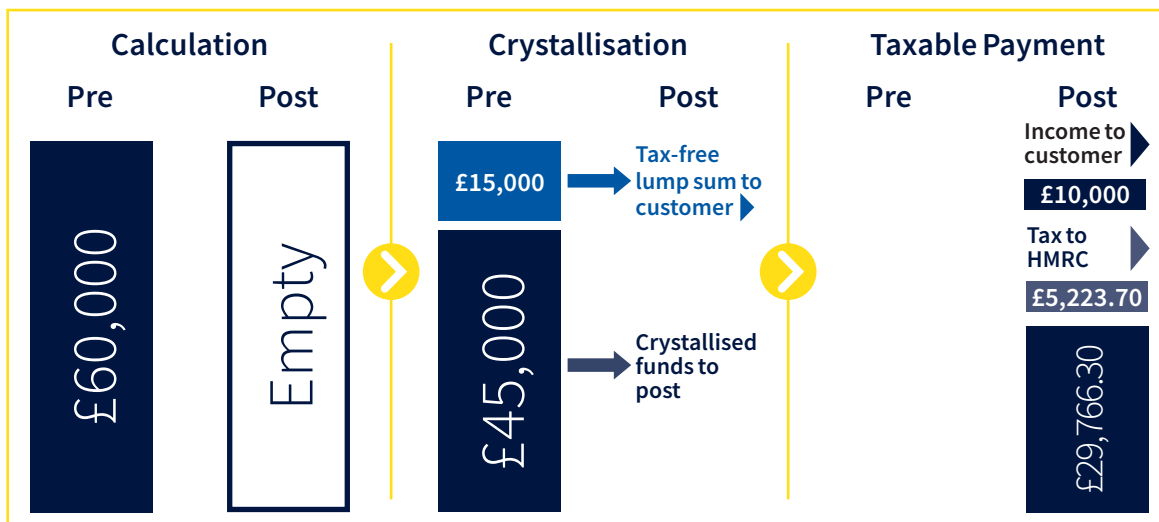 Calculation
Pre
Post
£60,000
Empty
Crystallisation
Pre
Post
£15,000
Tax-free
lump sum to
customer
£45,000
Crystallised
funds to
post
Taxable Payment
Pre
Post
Income to
customer
£10,000
Tax to
HMRC
£5,223.70
£29,766.30